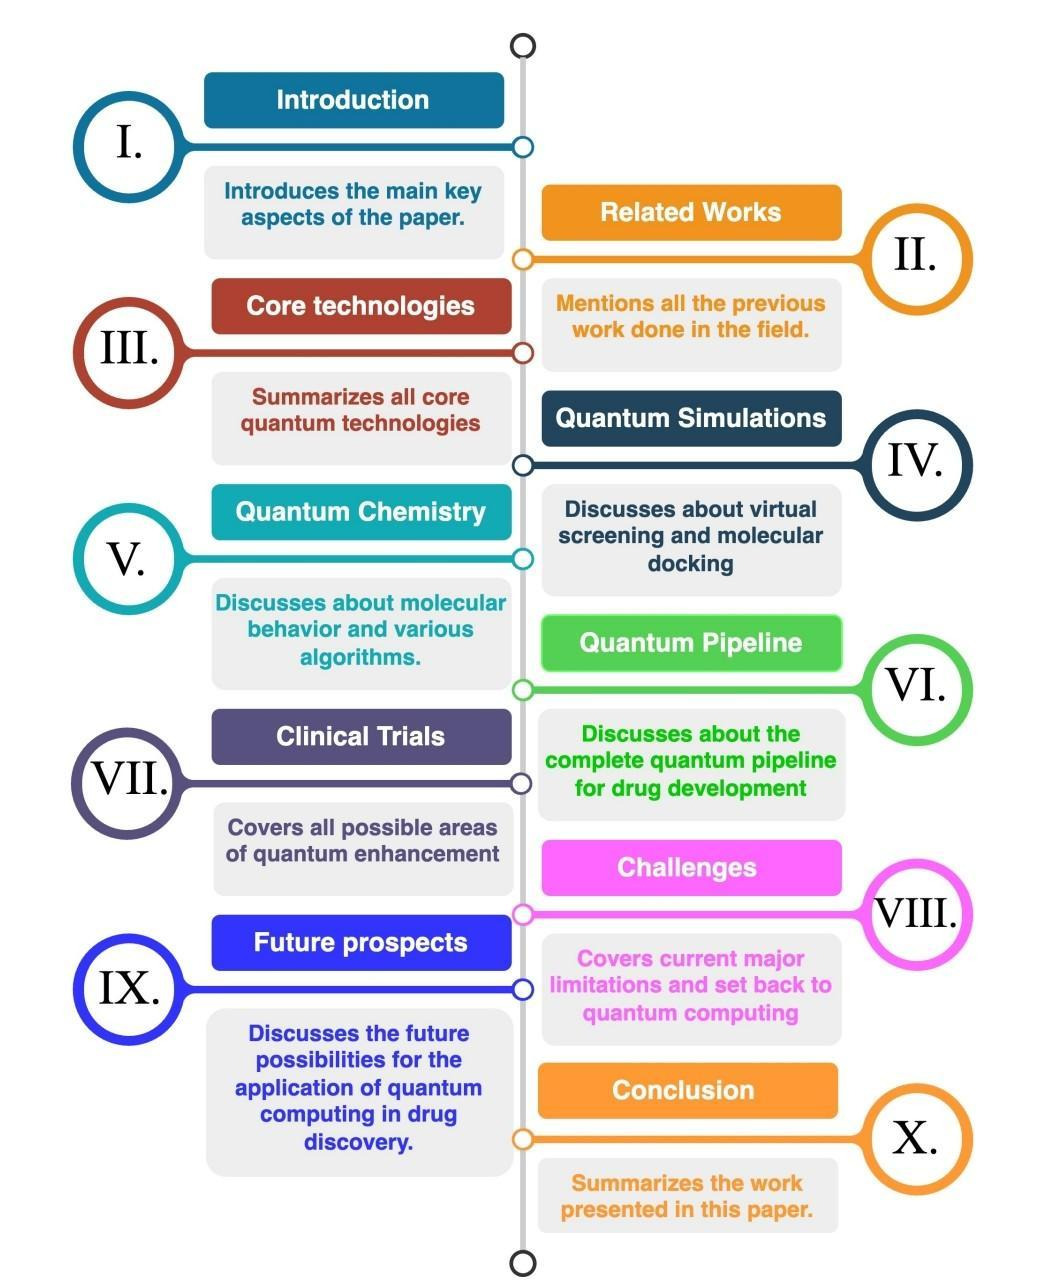 I.
Introduction
Introduces the main key
aspects of the paper.
II.
Related Works
Mentions all the previous
work done in the field.
III.
Core technologies
Summarizes all core
quantum technologies
IV.
Quantum Simulations
Discusses about virtual
screening and molecular
docking
V.
Quantum Chemistry
Discusses about molecular
behavior and various
algorithms.
VI.
Quantum Pipeline
Discusses about the
complete quantum pipeline
for drug development
VII.
Clinical Trials
Covers all possible areas
of quantum enhancement
VIII.
Challenges
Covers current major
limitations and set back to
quantum computing
IX.
Future prospects
Discusses the future
possibilities for the
application of quantum
computing in drug
discovery.
X.
Conclusion
Summarizes the work
presented in this paper.